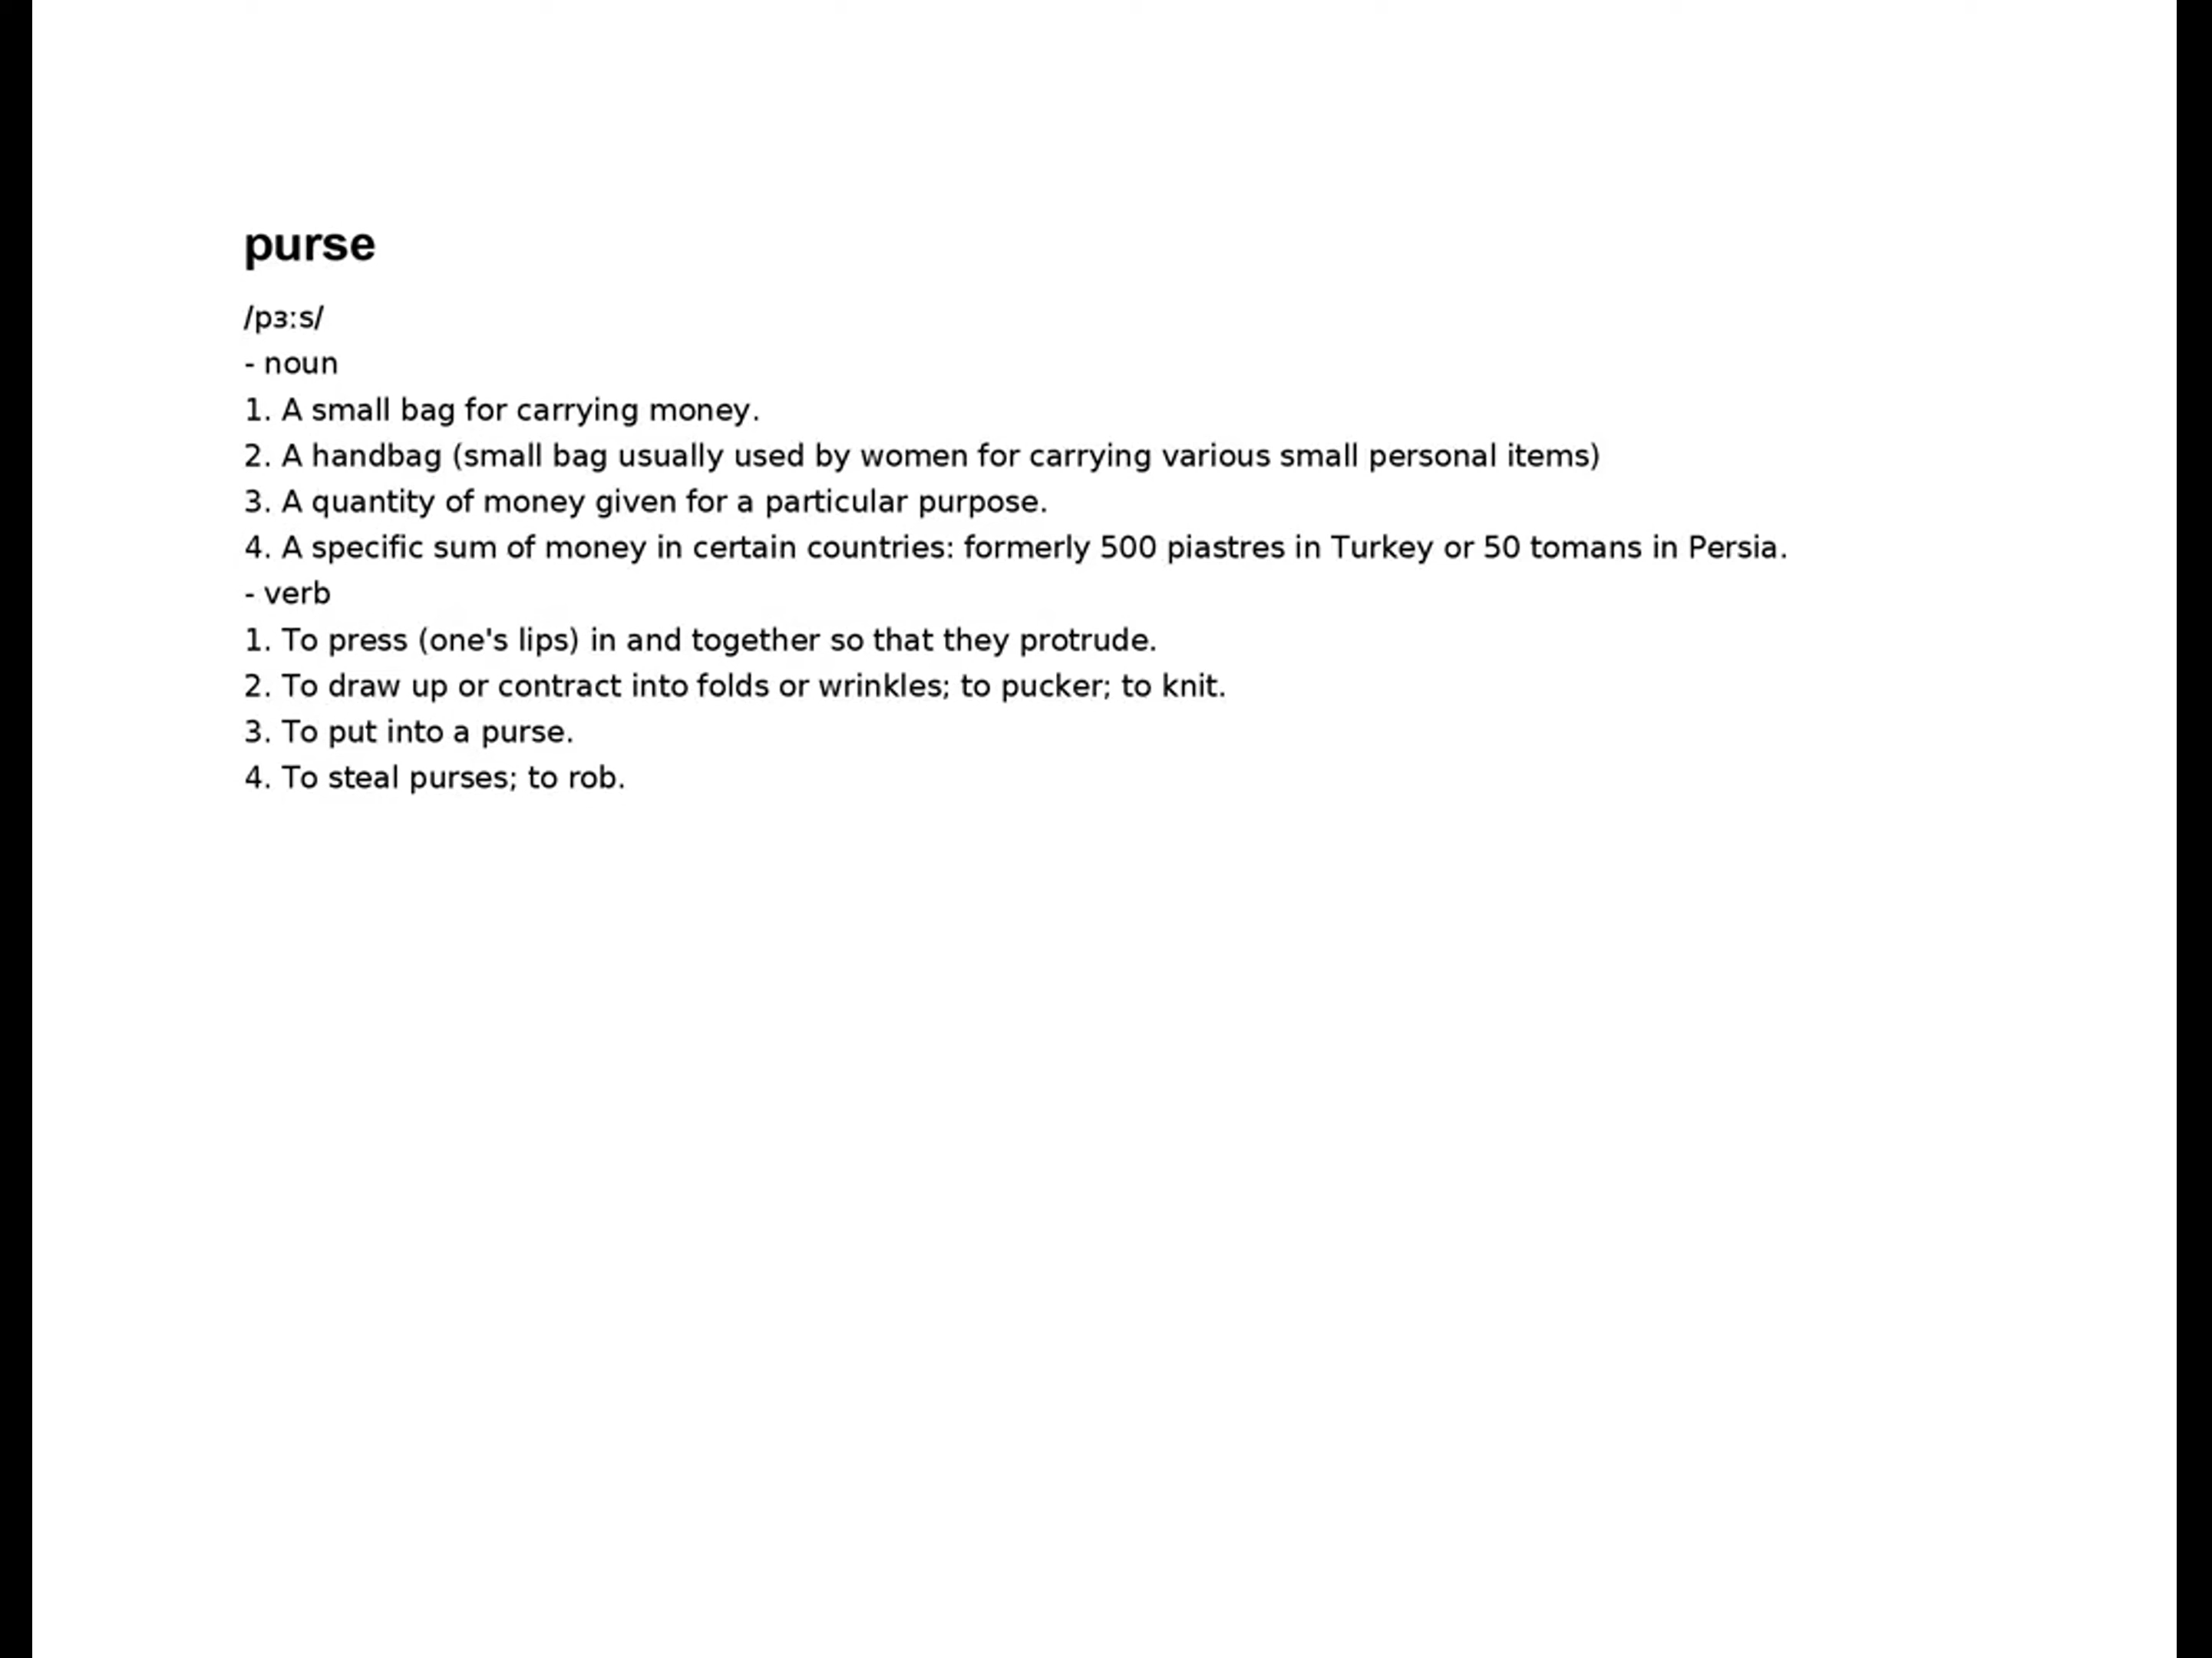 purse
/pɜːs/
- noun
1. A small bag for carrying money.
2. A handbag (small bag usually used by women for carrying various small personal items)
3. A quantity of money given for a particular purpose.
4. A specific sum of money in certain countries: formerly 500 piastres in Turkey or 50 tomans in Persia.
- verb
1. To press (one's lips) in and together so that they protrude.
2. To draw up or contract into folds or wrinkles; to pucker; to knit.
3. To put into a purse.
4. To steal purses; to rob.